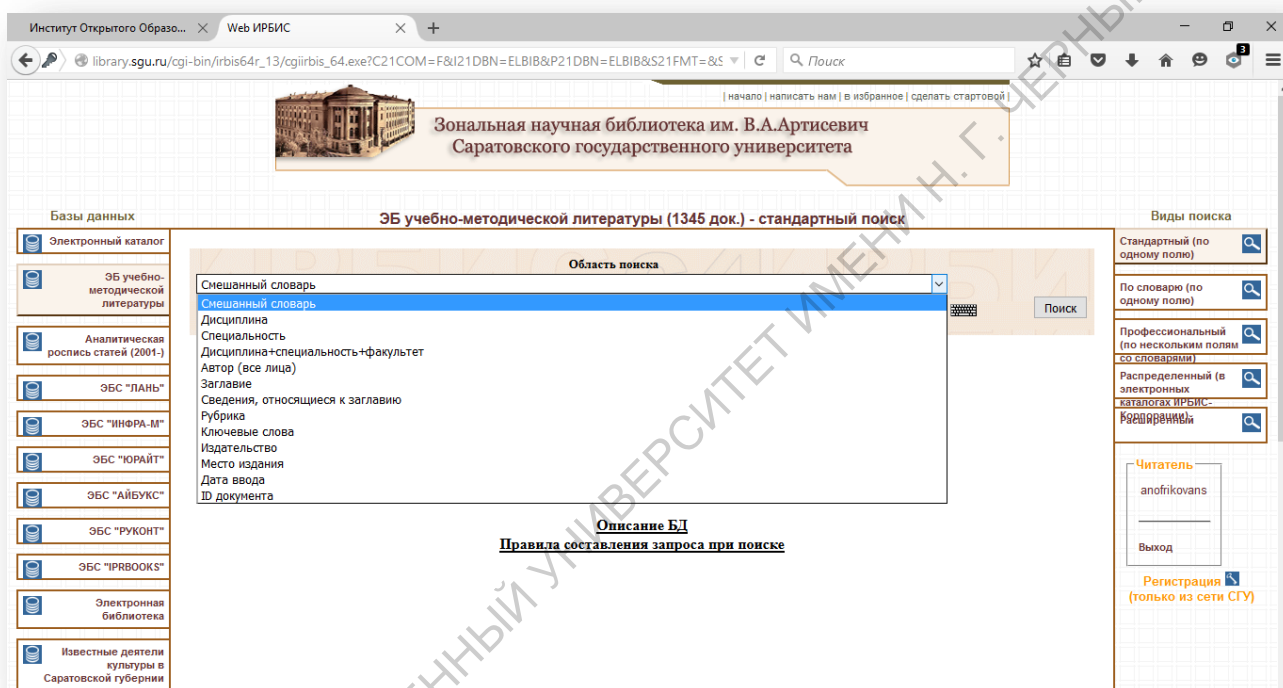 Институт Открытого Образо...
Web ИРБИС
library.sgu.ru/cgi-bin/irbis64r_13/cgiirbis_64.exe?C21COM=F&I21DBN=ELBIB&P21DBN=ELBIB&S21FMT=&S
Поиск
3
| начало | написать нам | в избранное | сделать стартовой |
Зональная научная библиотека им. В.А.Артисевич
Саратовского государственного университета
Базы данных
Электронный каталог
ЭБ учебно-
методической
литературы
Аналитическая
роспись статей (2001-)
ЭБС "ЛАНЬ"
ЭБС "ИНФРА-М"
ЭБС "ЮРАЙТ"
ЭБС "АЙБУКС"
ЭБС "РУКОНТ"
ЭБС "IPRBOOKS"
Электронная
библиотека
Известные деятели
культуры в
Саратовской губернии
ЭБ учебно-методической литературы (1345 док.) - стандартный поиск
Область поиска
Смешанный словарь
Смешанный словарь
Дисциплина
Специальность
Дисциплина+специальность+факультет
Автор (все лица)
Заглавие
Сведения, относящиеся к заглавию
Рубрика
Ключевые слова
Издательство
Место издания
Дата ввода
ID документа
Поиск
Описание БД
Правила составления запроса при поиске
Виды поиска
Стандартный (по
одному полю)
По словарю (по
одному полю)
Профессиональный
(по нескольким полям
со словарями)
Распределенный (в
электронных
каталогах ИРБИС-
Корпорации)
Расширенный
Читатель
anofrikovans
Выход
Регистрация
(только из сети СГУ)
ННЫЙ УНИВЕРСИТЕТ ИМЕНИ Н. Г. ЧЕРНЫ